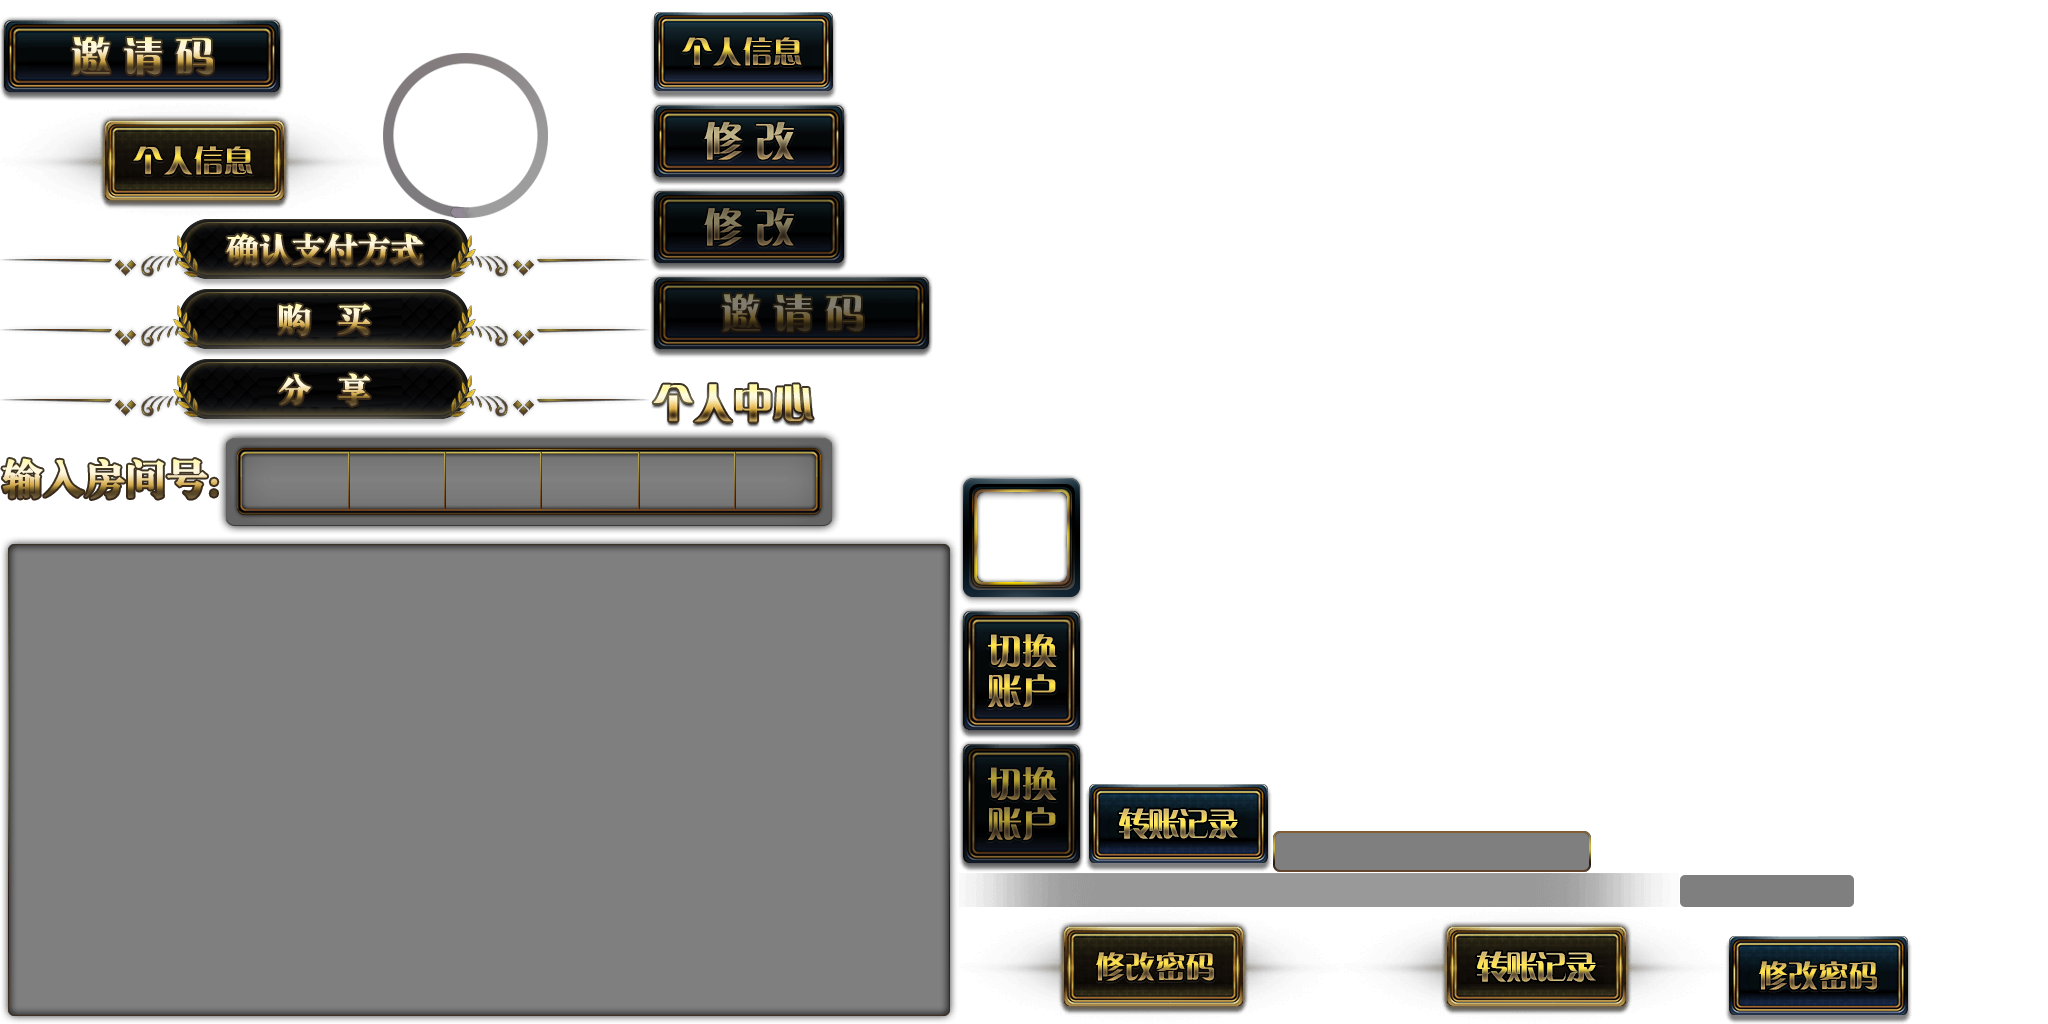 邀请码
个人信息
个人信息
修改
确认支付方式
修改
购买
邀请码
分享
个人中心
输入房间号:
切换
账户
切换
账户
转账记录
修改密码
转账记录
修改密码